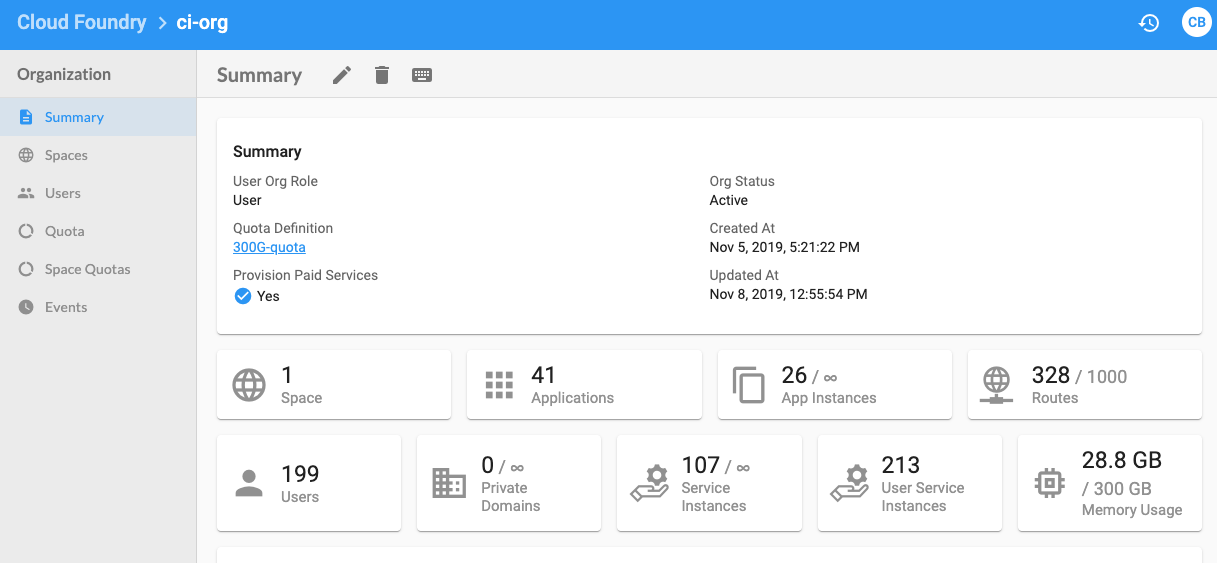 Cloud Foundry > ci-org
CB
Organization
Summary
Spaces
Users
Quota
Space Quotas
Events
Summary
Summary
User Org Role
User
Org Status
Active
Quota Definition
300G-quota
Created At
Nov 5, 2019, 5:21:22 PM
Provision Paid Services
Yes
Updated At
Nov 8, 2019, 12:55:54 PM
1
Space
41
Applications
26 / ∞
App Instances
328 / 1000
Routes
199
Users
0 / ∞
Private
Domains
107 / ∞
Service
Instances
213
User Service
Instances
28.8 GB
/ 300 GB
Memory Usage